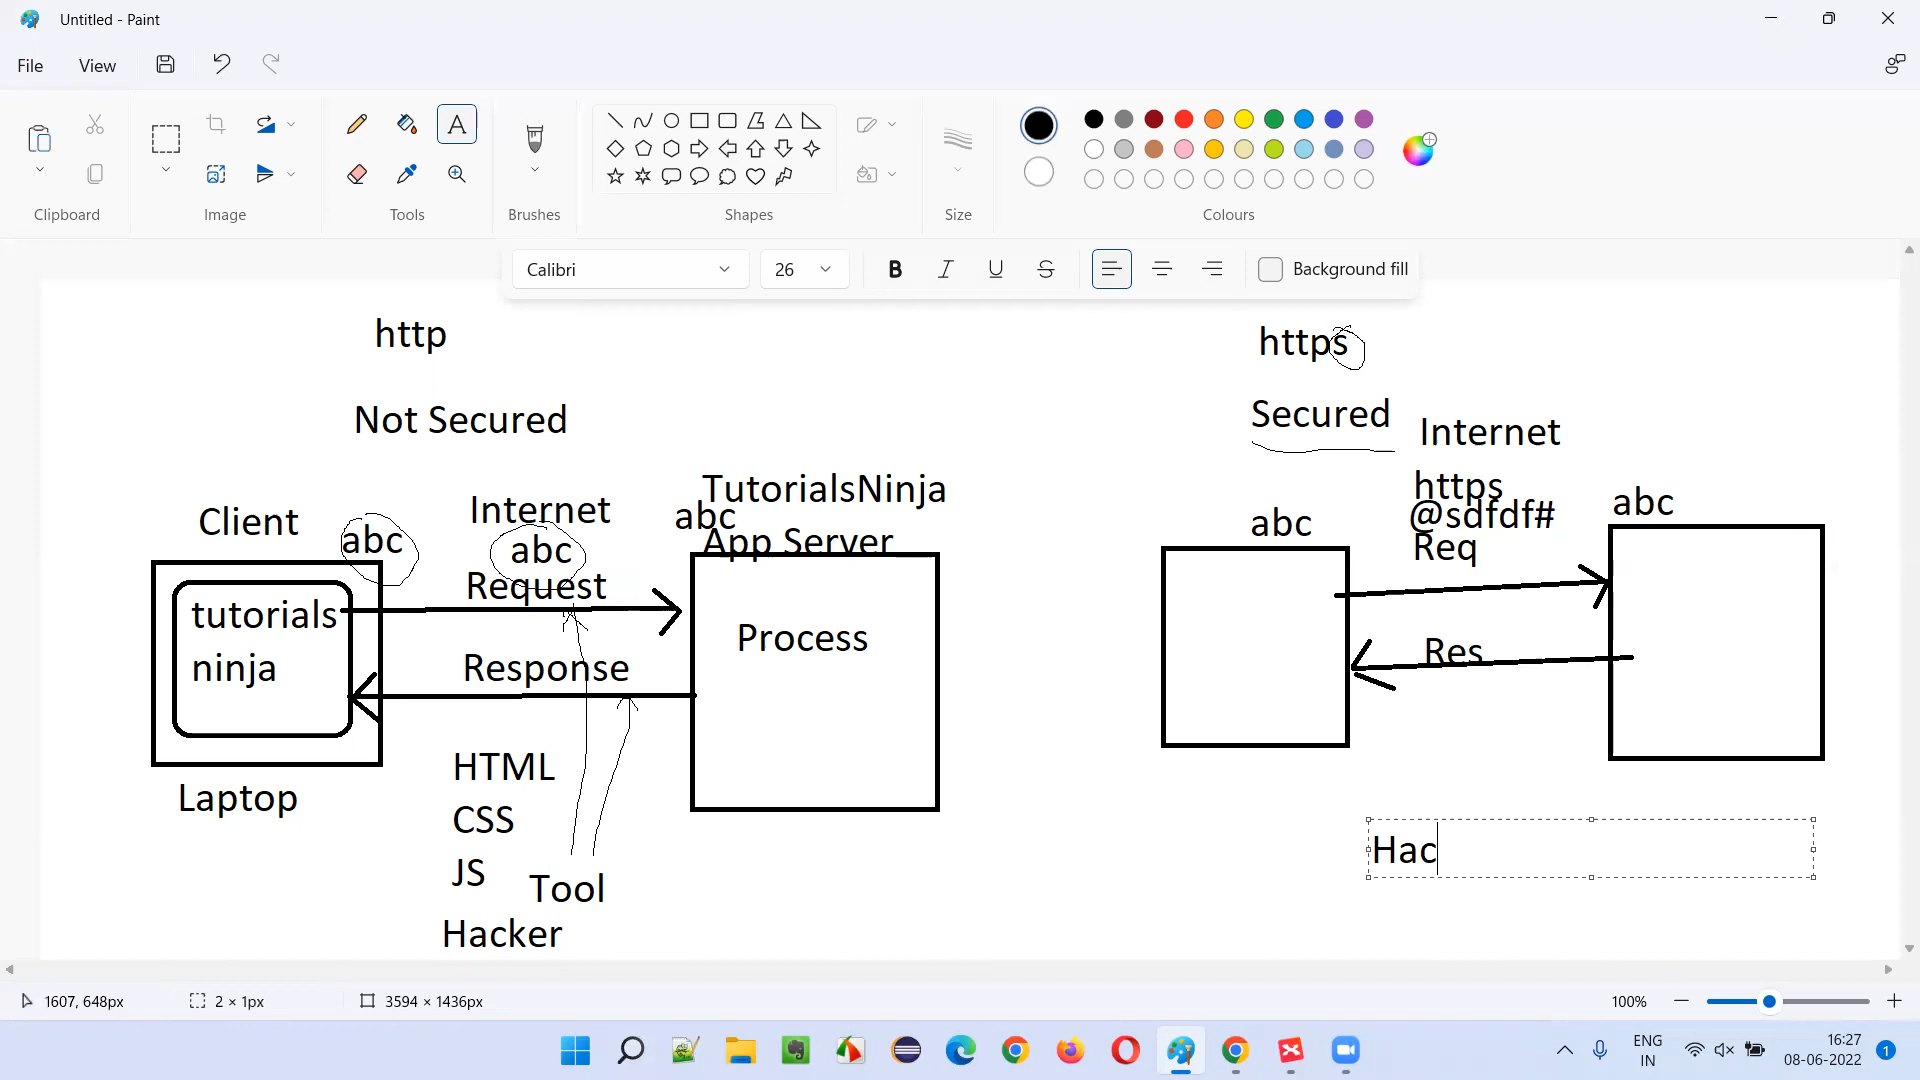 Untitled - Paint
File
View
Clipboard
Image
Tools
Brushes
Shapes
Size
Colours
Calibri
26
B
I
U
S
Background fill
http
https
Not Secured
Secured
Internet
TutorialsNinja
App Server
https
@sdfdf#
Req
Client
abc
Internet
abc
Request
abc
abc
abc
tutorials
ninja
Process
Response
Res
Laptop
HTML
CSS
JS
Tool
Hacker
Hac
1607, 648px
2 × 1px
3594 × 1436px
100%
ENG
IN
16:27
08-06-2022
1